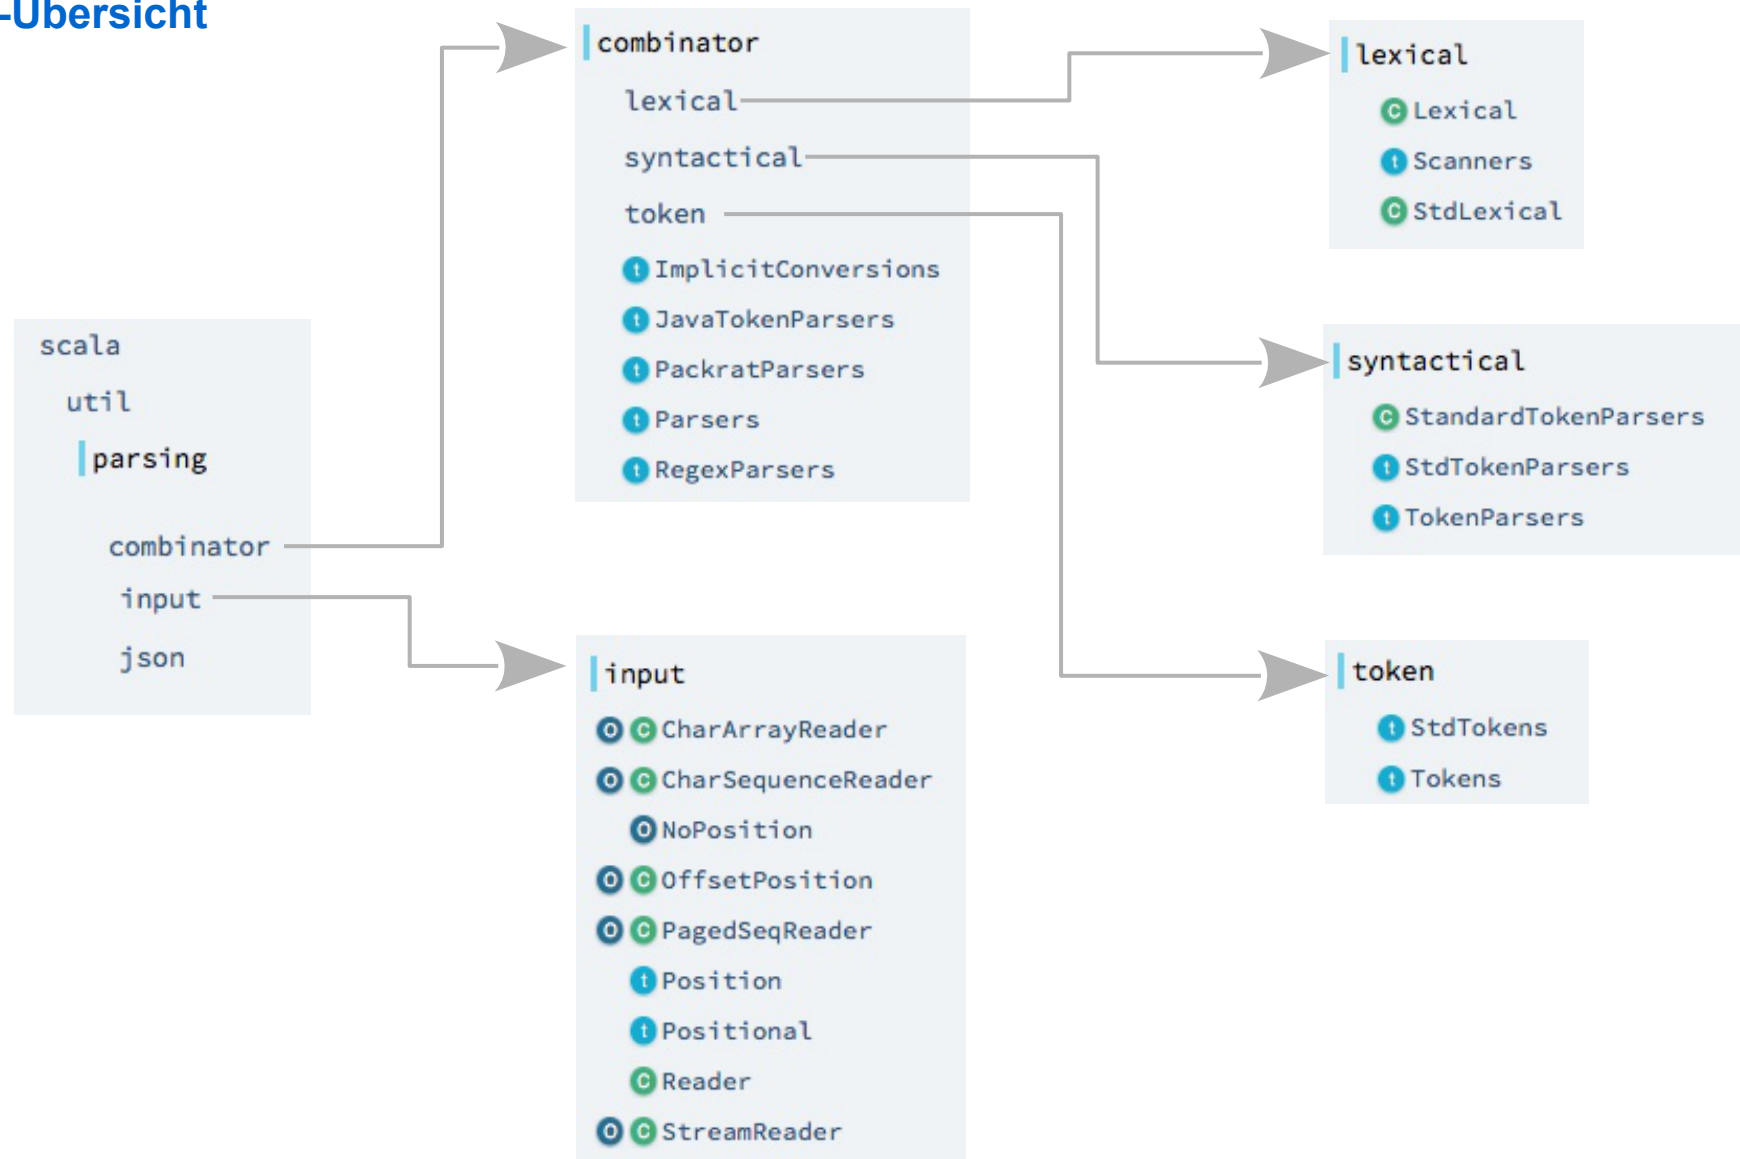 -Übersicht
scala
util
parsing
combinator
input
json
combinator
lexical
syntactical
token
t ImplicitConversions
t JavaTokenParsers
t PackratParsers
t Parsers
t RegexParsers
input
O C CharArrayReader
O C CharSequenceReader
O NoPosition
O C OffsetPosition
O C PagedSeqReader
t Position
t Positional
C Reader
O C StreamReader
lexical
C Lexical
t Scanners
C StdLexical
syntactical
C StandardTokenParsers
t StdTokenParsers
t TokenParsers
token
t StdTokens
t Tokens